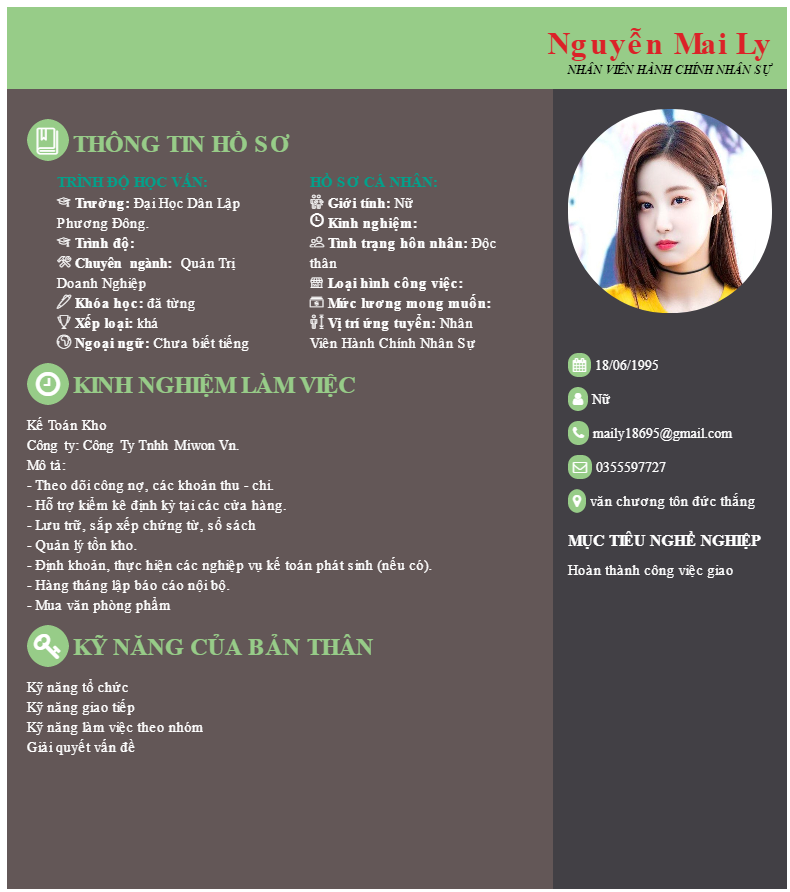 Nguyễn Mai Ly
NHÂN VIÊN HÀNH CHÍNH NHÂN SỰ
THÔNG TIN HỒ SƠ
TRÌNH ĐỘ HỌC VẤN:
Trường: Đại Học Dân Lập
Phương Đông.
Trình độ:
Chuyên ngành: Quản Trị
Doanh Nghiệp
Khóa học: đã từng
Xếp loại: khá
Ngoại ngữ: Chưa biết tiếng
HỒ SƠ CÁ NHÂN:
Giới tính: Nữ
Kinh nghiệm:
Tình trạng hôn nhân: Độc
thân
Loại hình công việc:
Mức lương mong muốn:
Vị trí ứng tuyển: Nhân
Viên Hành Chính Nhân Sự
KINH NGHIỆM LÀM VIỆC
Kế Toán Kho
Công ty: Công Ty Tnhh Miwon Vn.
Mô tả:
- Theo dõi công nợ, các khoản thu - chi.
- Hỗ trợ kiểm kê định kỳ tại các cửa hàng.
- Lưu trữ, sắp xếp chứng từ, sổ sách
- Quản lý tồn kho.
- Định khoản, thực hiện các nghiệp vụ kế toán phát sinh (nếu có).
- Hàng tháng lập báo cáo nội bộ.
- Mua văn phòng phẩm
KỸ NĂNG CỦA BẢN THÂN
Kỹ năng tổ chức
Kỹ năng giao tiếp
Kỹ năng làm việc theo nhóm
Giải quyết vấn đề
18/06/1995
Nữ
maily18695@gmail.com
0355597727
văn chương tôn đức thắng
MỤC TIÊU NGHỀ NGHIỆP
Hoàn thành công việc giao